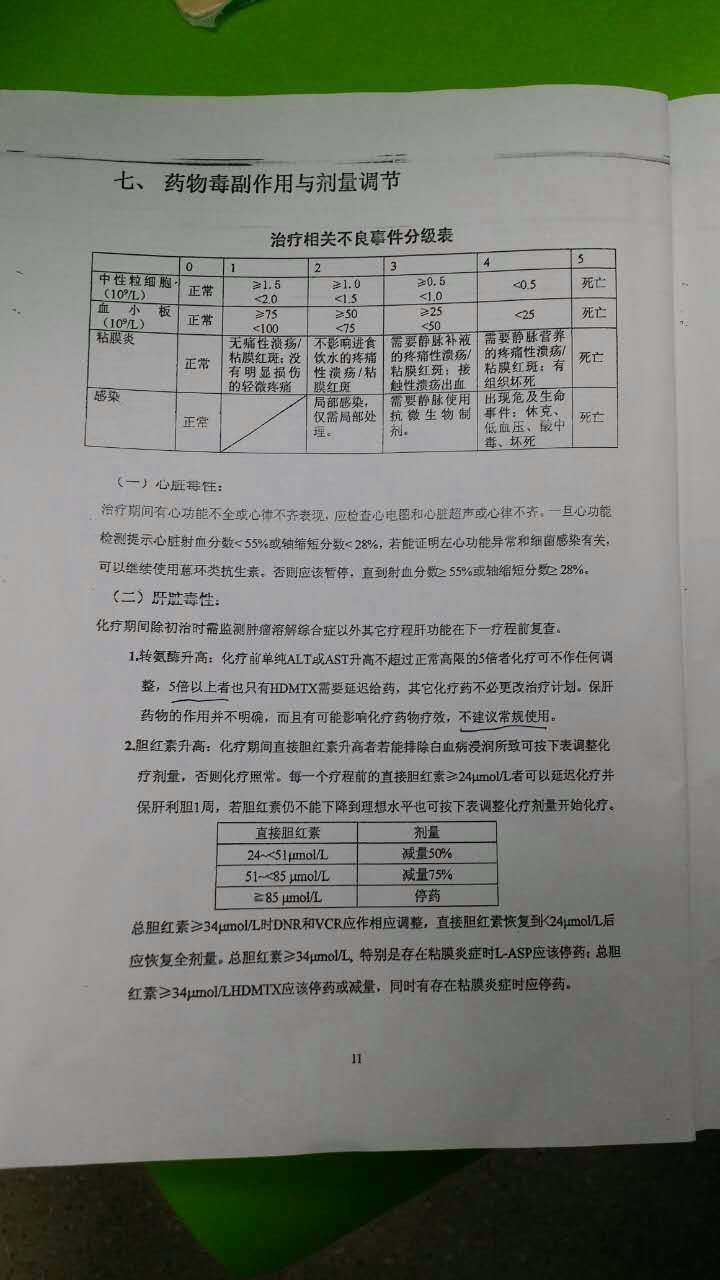 七、 药物毒副作用与剂量调节
治疗相关不良事件分级表
0 1 2 3 4 5
中性粒细胞 (10⁹/L) 正常 ≥1.5 <2.0 ≥1.0 <1.5 ≥0.5 <1.0 <0.5 死亡
血小板 (10⁹/L) 正常 ≥75 <100 ≥50 <75 ≥25 <50 <25 死亡
粘膜炎 正常 无痛性溃疡/粘膜红斑；没有明显损伤的轻微疼痛 不影响进食饮水的疼痛性溃疡/粘膜红斑 需要静脉补液的疼痛性溃疡/粘膜红斑；接触性溃疡出血 需要静脉营养的疼痛性溃疡/粘膜红斑；有组织坏死 死亡
感染 正常 局部感染，仅需局部处理。 需要静脉使用抗微生物制剂。 出现危及生命事件：休克、低血压、酸中毒、坏死 死亡
（一）心脏毒性：
治疗期间有心功能不全或心律不齐表现，应检查心电图和心脏超声或心律不齐。一旦心功能
检测提示心脏射血分数< 55%或轴缩短分数< 28%，若能证明左心功能异常和细菌感染有关，
可以继续使用蒽环类抗生素。否则应该暂停，直到射血分数≥ 55%或轴缩短分数≥ 28%。
（二）肝脏毒性：
化疗期间除初治时需监测肿瘤溶解综合症以外其它疗程肝功能在下一疗程前复查。
1.转氨酶升高：化疗前单纯ALT或AST升高不超过正常高限的5倍者化疗可不作任何调
整，5倍以上者也只有HDMTX需要延迟给药，其它化疗药不必更改治疗计划。保肝
药物的作用并不明确，而且有可能影响化疗药物疗效，不建议常规使用。
2.胆红素升高：化疗期间直接胆红素升高者若能排除白血病浸润所致可按下表调整化
疗剂量，否则化疗照常。每一个疗程前的直接胆红素≥24μmol/L者可以延迟化疗并
保肝利胆1周，若胆红素仍不能下降到理想水平也可按下表调整化疗剂量开始化疗。
直接胆红素 剂量
24~<51μmol/L 减量50%
51~<85 μmol/L 减量75%
≧85 μmol/L 停药
总胆红素≥34μmol/L时DNR和VCR应作相应调整，直接胆红素恢复到<24μmol/L后
应恢复全剂量。总胆红素≥34μmol/L, 特别是存在粘膜炎症时L-ASP应该停药；总胆
红素≥34μmol/LHDMTX应该停药或减量，同时有存在粘膜炎症时应停药。
11